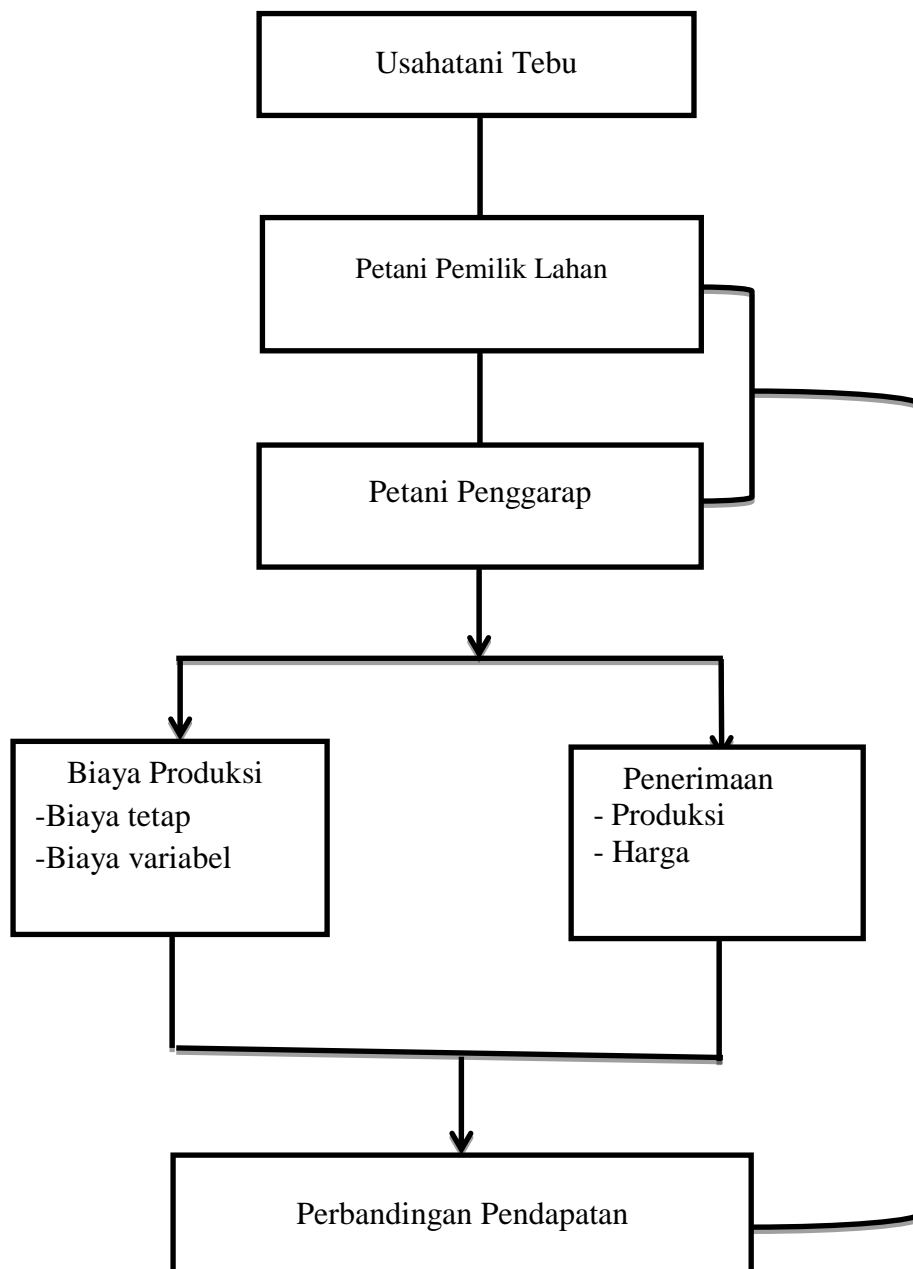 Usahatani Tebu
Petani Pemilik Lahan
Petani Penggarap
Biaya Produksi
-Biaya tetap
-Biaya variabel
Penerimaan
- Produksi
- Harga
Perbandingan Pendapatan